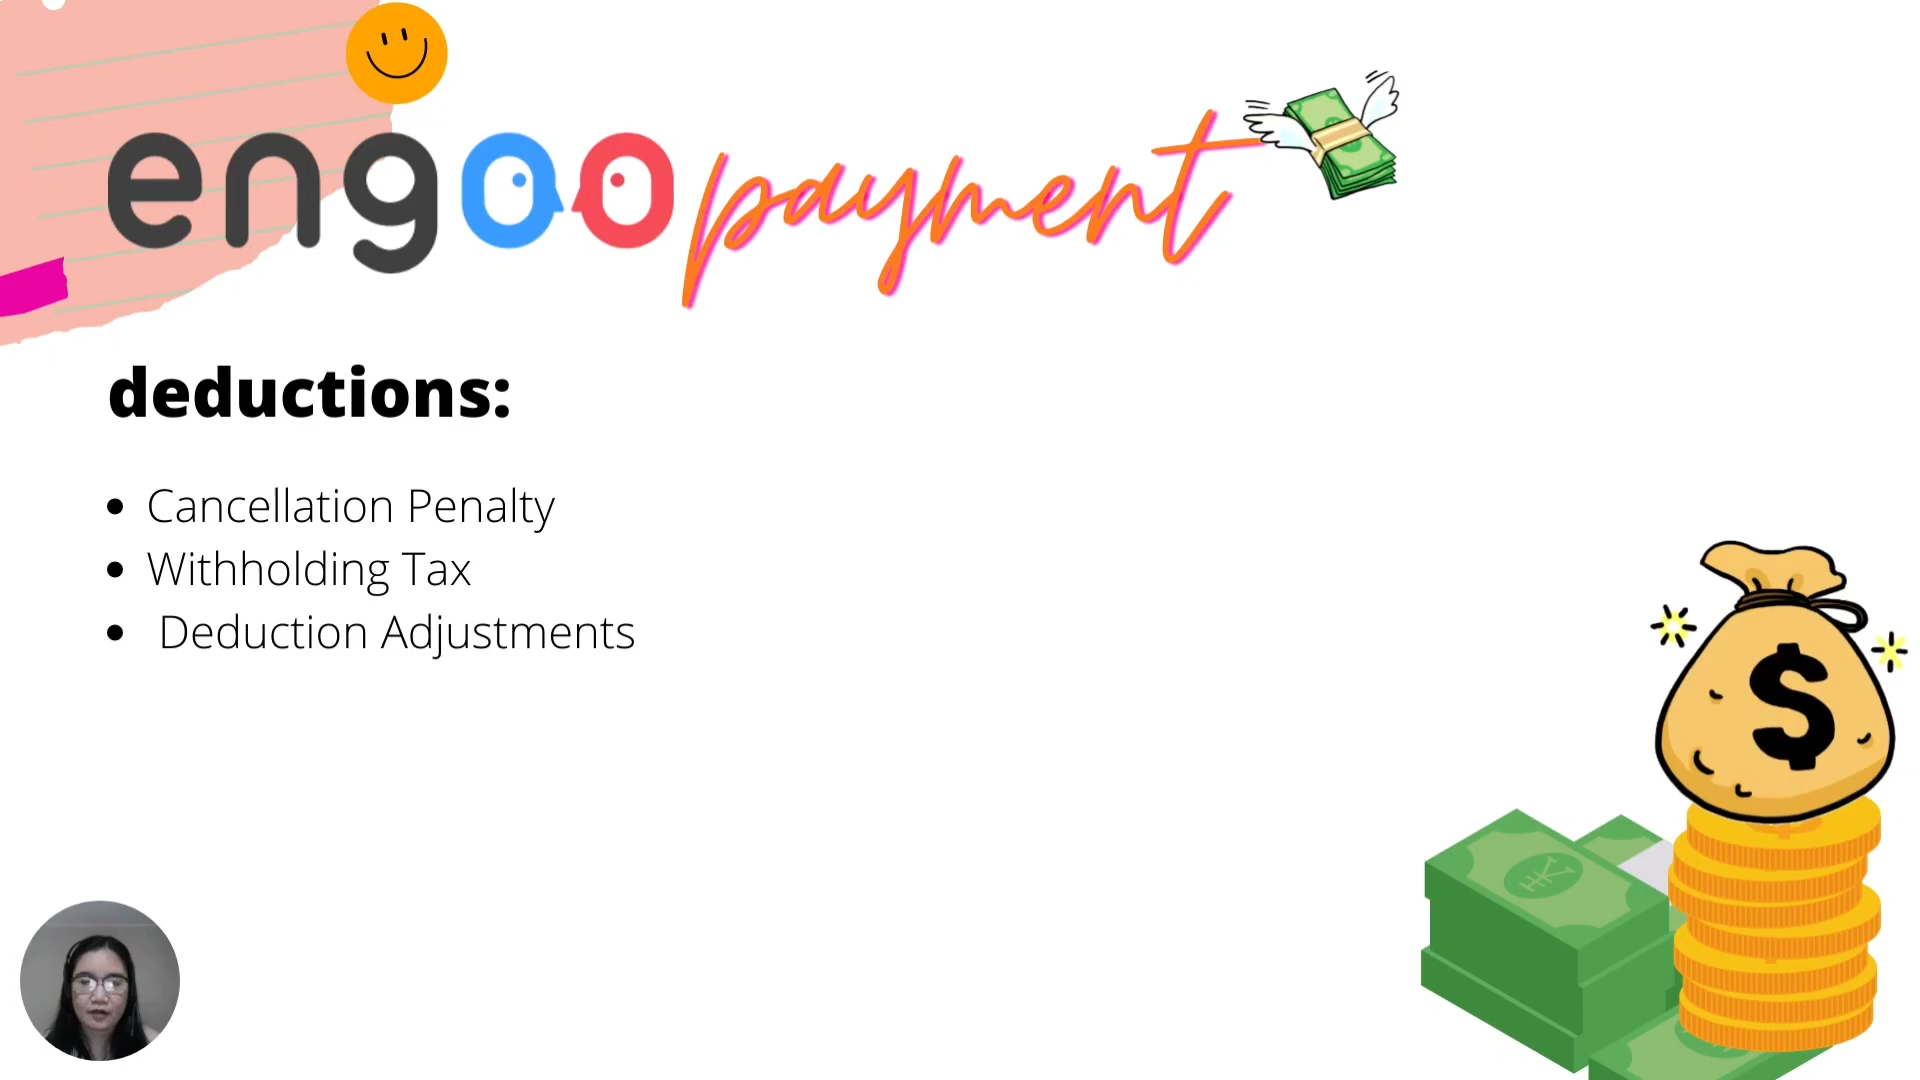 engoo payment
deductions:
• Cancellation Penalty
• Withholding Tax
• Deduction Adjustments
$